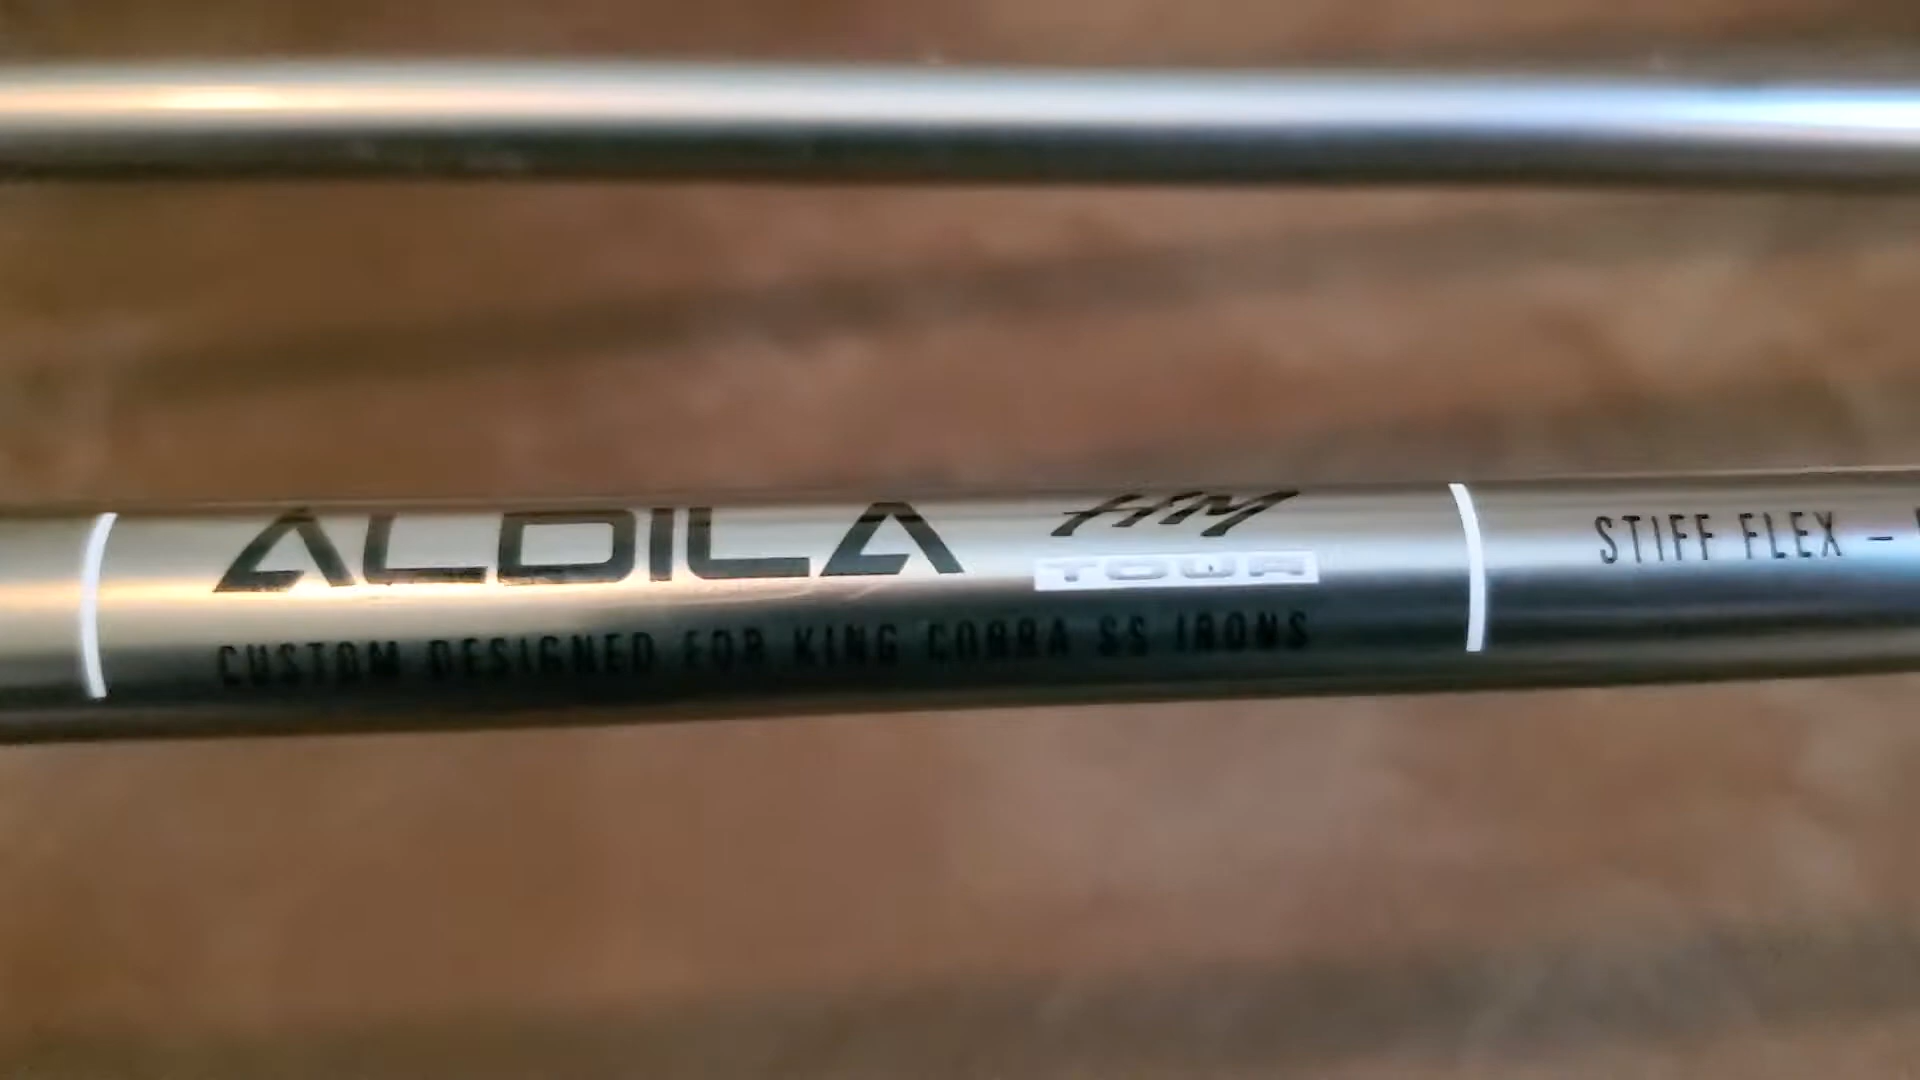 ALDILA HM
TOUR
CUSTOM DESIGNED FOR KING COBRA SS IRONS
STIFF FLEX –